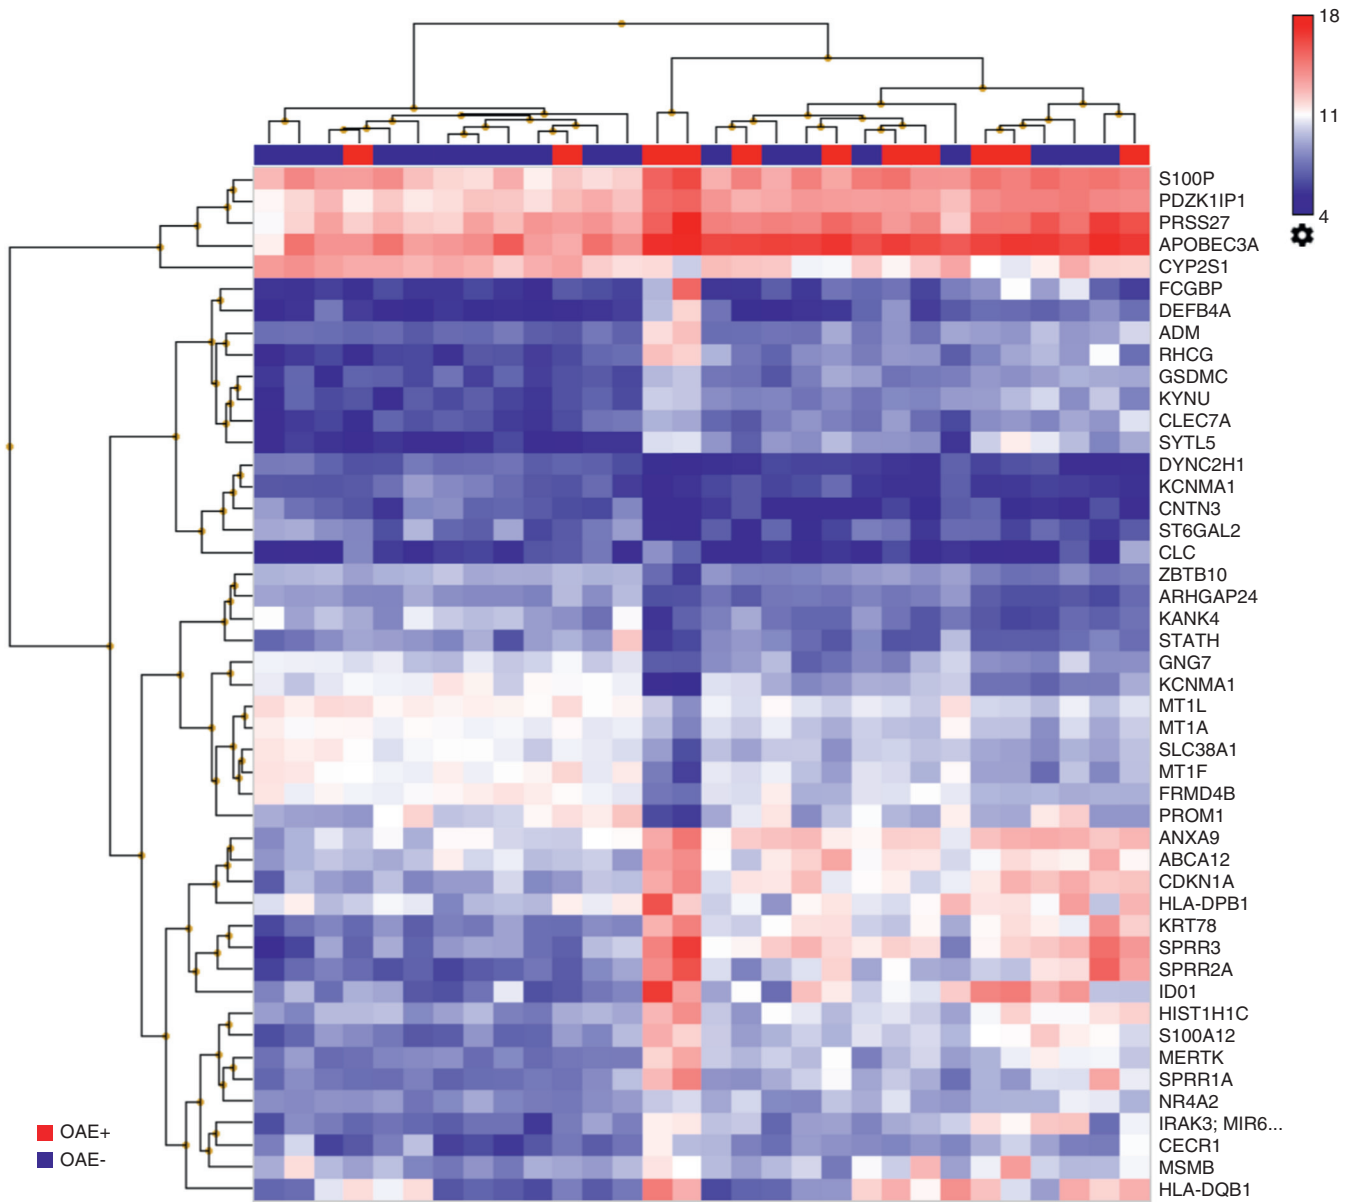 18
11
4
S100P
PDZK1IP1
PRSS27
APOBEC3A
CYP2S1
FCGBP
DEFB4A
ADM
RHCG
GSDMC
KYNU
CLEC7A
SYTL5
DYNC2H1
KCNMA1
CNTN3
ST6GAL2
CLC
ZBTB10
ARHGAP24
KANK4
STATH
GNG7
KCNMA1
MT1L
MT1A
SLC38A1
MT1F
FRMD4B
PROM1
ANXA9
ABCA12
CDKN1A
HLA-DPB1
KRT78
SPRR3
SPRR2A
ID01
HIST1H1C
S100A12
MERTK
SPRR1A
NR4A2
IRAK3; MIR6...
CECR1
MSMB
HLA-DQB1
OAE+
OAE-